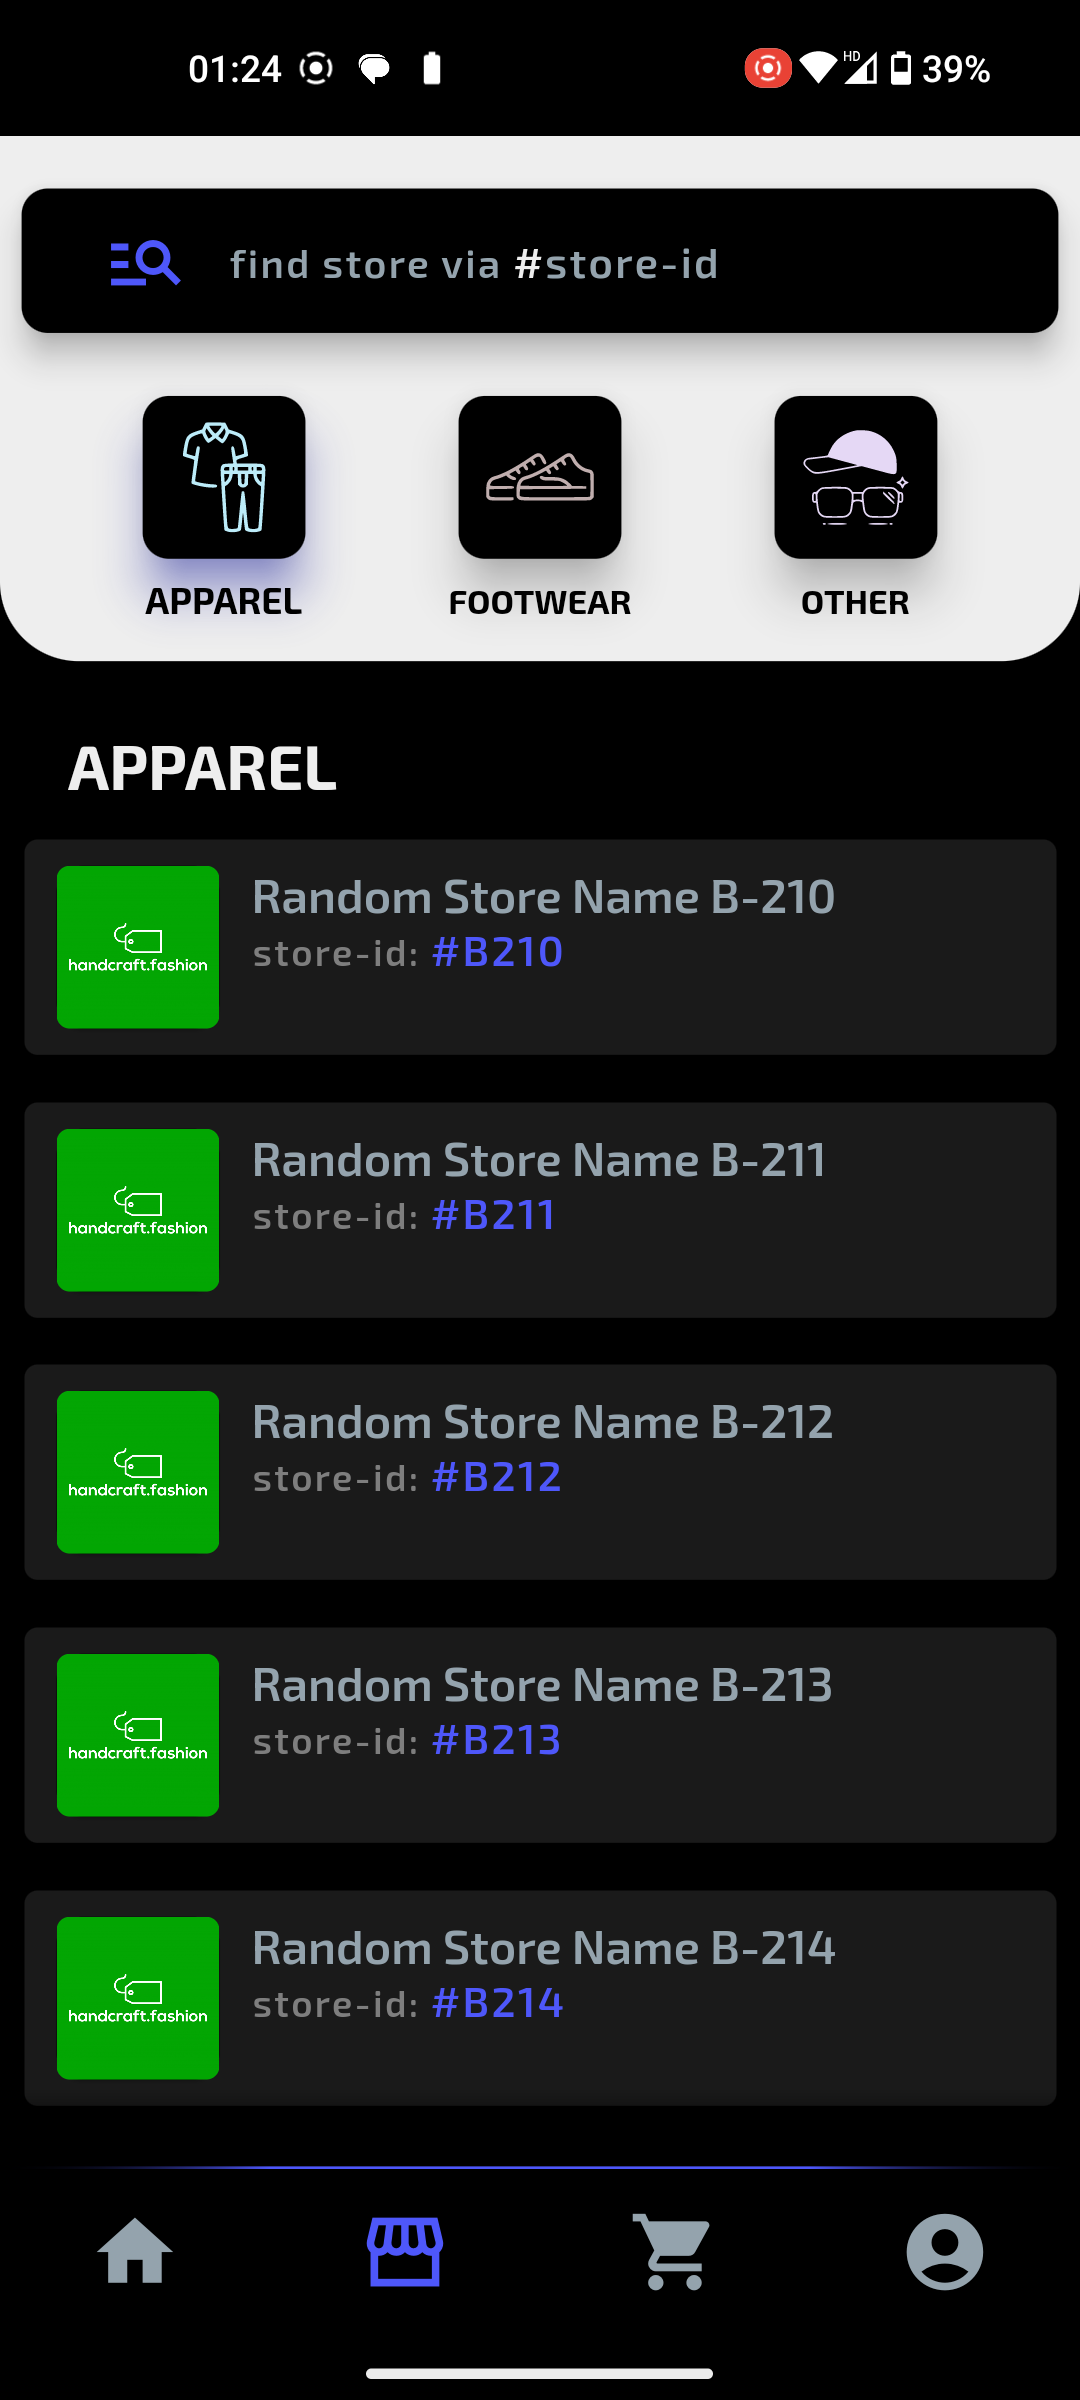 01:24
HD 39%
find store via #store-id
APPAREL FOOTWEAR OTHER
APPAREL
handcraft.fashion
Random Store Name B-210
store-id: #B210
handcraft.fashion
Random Store Name B-211
store-id: #B211
handcraft.fashion
Random Store Name B-212
store-id: #B212
handcraft.fashion
Random Store Name B-213
store-id: #B213
handcraft.fashion
Random Store Name B-214
store-id: #B214